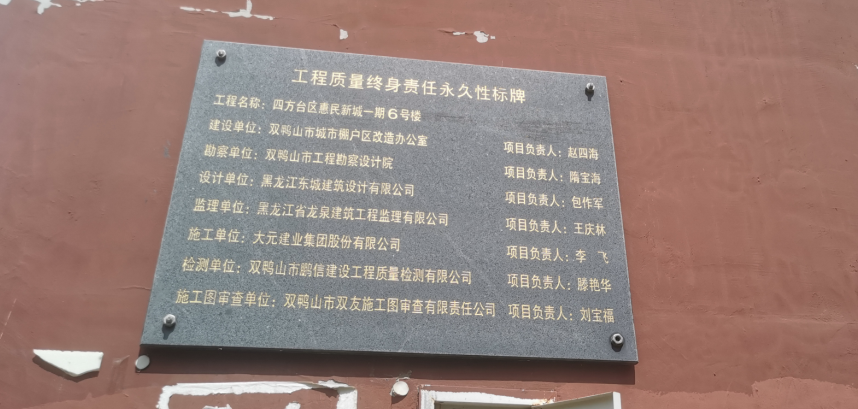 工程质量终身责任永久性标牌
工程名称：四方台区惠民新城一期6号楼
建设单位：双鸭山市城市棚户区改造办公室 项目负责人：赵四海
勘察单位：双鸭山市工程勘察设计院 项目负责人：隋宝海
设计单位：黑龙江东城建筑设计有限公司 项目负责人：包作军
监理单位：黑龙江省龙泉建筑工程监理有限公司 项目负责人：王庆林
施工单位：大元建业集团股份有限公司 项目负责人：李 飞
检测单位：双鸭山市鹏信建设工程质量检测有限公司 项目负责人：滕艳华
施工图审查单位：双鸭山市双友施工图审查有限责任公司 项目负责人：刘宝福